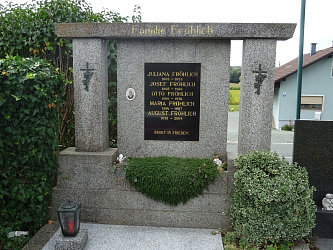 Familie Fröhlich
JULIANA FRÖHLICH
JOSEF FRÖHLICH
OTTO FRÖHLICH
MARIA FRÖHLICH
AUGUST FRÖHLICH
RUHET IN FRIEDEN!